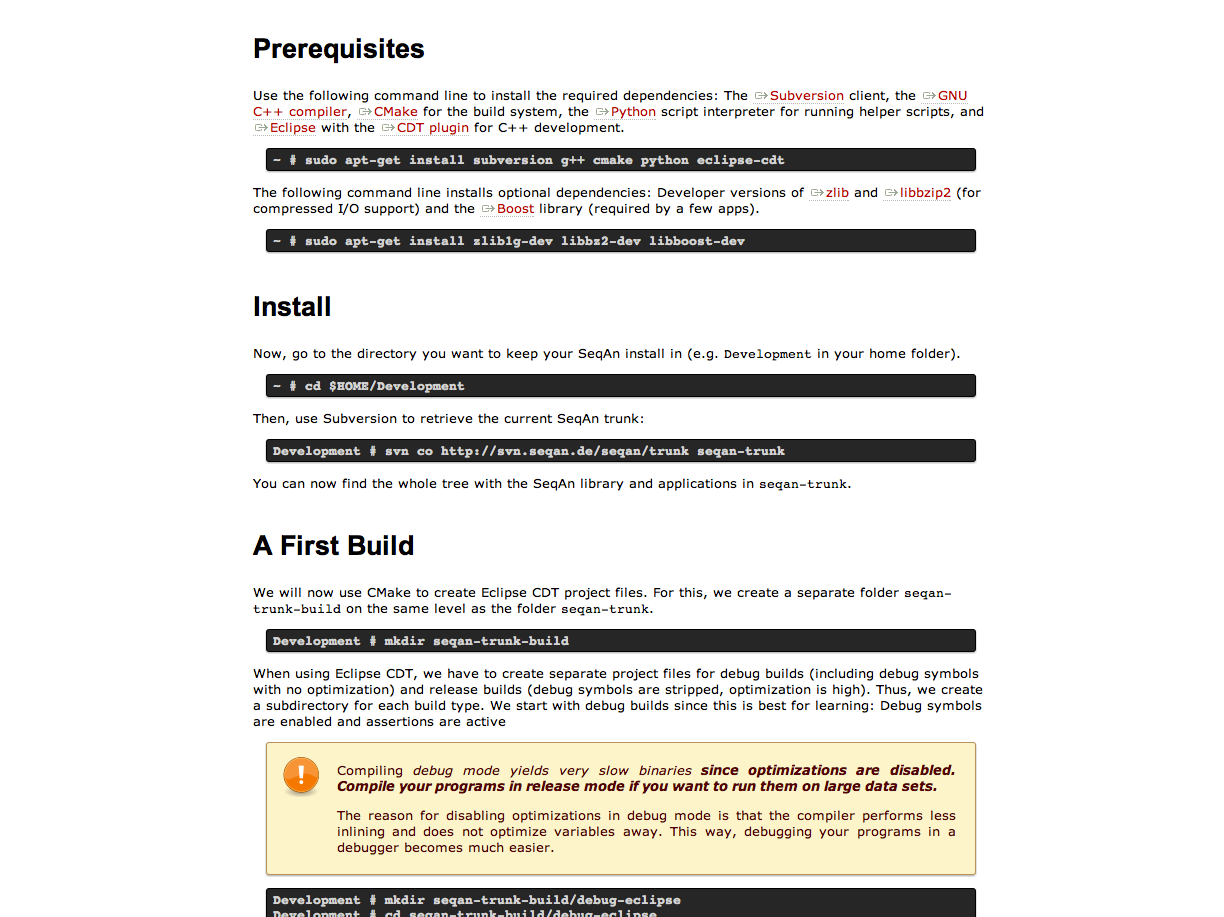 Prerequisites
Use the following command line to install the required dependencies: The Subversion client, the GNU
C++ compiler, CMake for the build system, the Python script interpreter for running helper scripts, and
Eclipse with the CDT plugin for C++ development.
~ # sudo apt-get install subversion g++ cmake python eclipse-cdt
The following command line installs optional dependencies: Developer versions of zlib and libbzip2 (for
compressed I/O support) and the Boost library (required by a few apps).
~ # sudo apt-get install zlib1g-dev libbz2-dev libboost-dev
Install
Now, go to the directory you want to keep your SeqAn install in (e.g. Development in your home folder).
~ # cd $HOME/Development
Then, use Subversion to retrieve the current SeqAn trunk:
Development # svn co http://svn.seqan.de/seqan/trunk seqan-trunk
You can now find the whole tree with the SeqAn library and applications in seqan-trunk.
A First Build
We will now use CMake to create Eclipse CDT project files. For this, we create a separate folder seqan-
trunk-build on the same level as the folder seqan-trunk.
Development # mkdir seqan-trunk-build
When using Eclipse CDT, we have to create separate project files for debug builds (including debug symbols
with no optimization) and release builds (debug symbols are stripped, optimization is high). Thus, we create
a subdirectory for each build type. We start with debug builds since this is best for learning: Debug symbols
are enabled and assertions are active
Compiling debug mode yields very slow binaries since optimizations are disabled.
Compile your programs in release mode if you want to run them on large data sets.
The reason for disabling optimizations in debug mode is that the compiler performs less
inlining and does not optimize variables away. This way, debugging your programs in a
debugger becomes much easier.
Development # mkdir seqan-trunk-build/debug-eclipse
Development # cd seqan-trunk-build/debug-eclipse